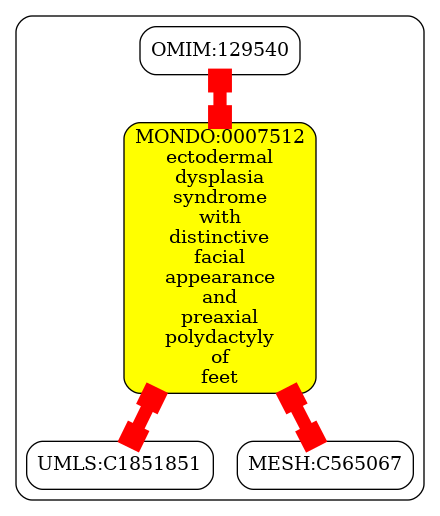 OMIM:129540
MONDO:0007512
ectodermal
dysplasia
syndrome
with
distinctive
facial
appearance
and
preaxial
polydactyly
of
feet
UMLS:C1851851
MESH:C565067